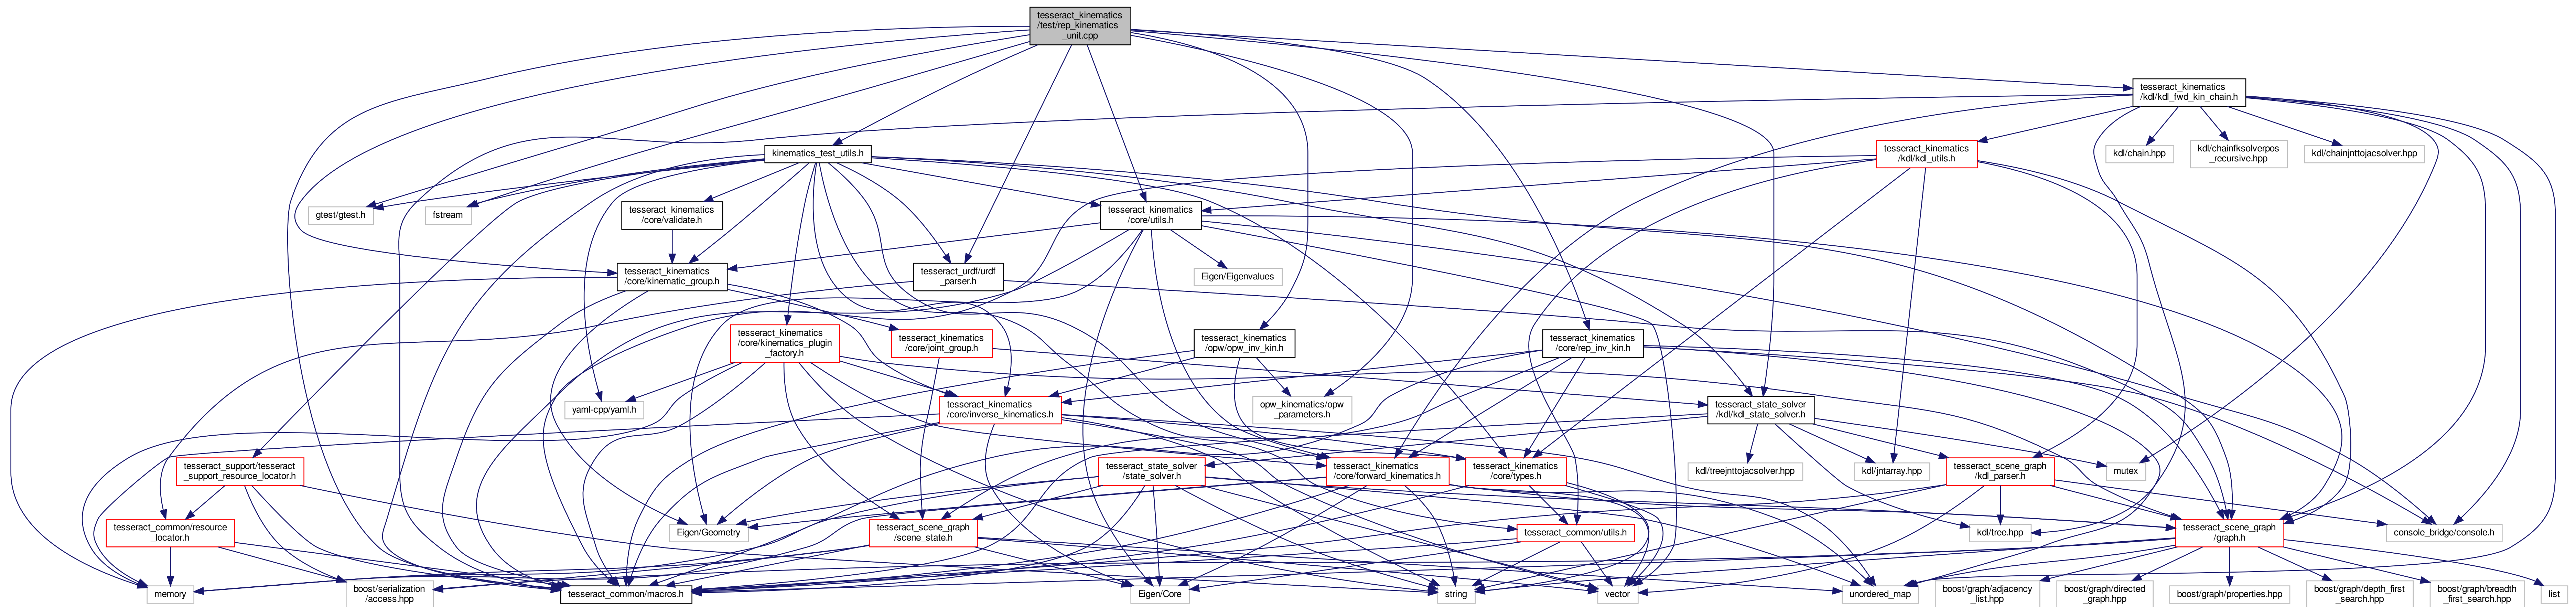 tesseract_kinematics
/test/rep_kinematics
_unit.cpp
tesseract_kinematics
/kdl/kdl_fwd_kin_chain.h
kinematics_test_utils.h
tesseract_kinematics
/kdl/kdl_utils.h
kdl/chain.hpp
kdl/chainfksolverpos
_recursive.hpp
kdl/chainjnttojacsolver.hpp
gtest/gtest.h
fstream
tesseract_kinematics
/core/validate.h
tesseract_kinematics
/core/utils.h
tesseract_kinematics
/core/kinematic_group.h
tesseract_urdf/urdf
_parser.h
Eigen/Eigenvalues
tesseract_kinematics
/core/kinematics_plugin
_factory.h
tesseract_kinematics
/core/joint_group.h
tesseract_kinematics
/opw/opw_inv_kin.h
tesseract_kinematics
/core/rep_inv_kin.h
yaml-cpp/yaml.h
tesseract_kinematics
/core/inverse_kinematics.h
opw_kinematics/opw
_parameters.h
tesseract_state_solver
/kdl/kdl_state_solver.h
tesseract_support/tesseract
_support_resource_locator.h
tesseract_state_solver
/state_solver.h
tesseract_kinematics
/core/forward_kinematics.h
tesseract_kinematics
/core/types.h
kdl/treejnttojacsolver.hpp
kdl/jntarray.hpp
tesseract_scene_graph
/kdl_parser.h
mutex
tesseract_common/resource
_locator.h
Eigen/Geometry
tesseract_scene_graph
/scene_state.h
tesseract_common/utils.h
kdl/tree.hpp
tesseract_scene_graph
/graph.h
console_bridge/console.h
memory
boost/serialization
/access.hpp
tesseract_common/macros.h
Eigen/Core
string
vector
unordered_map
boost/graph/adjacency
_list.hpp
boost/graph/directed
_graph.hpp
boost/graph/properties.hpp
boost/graph/depth_first
_search.hpp
boost/graph/breadth
_first_search.hpp
list